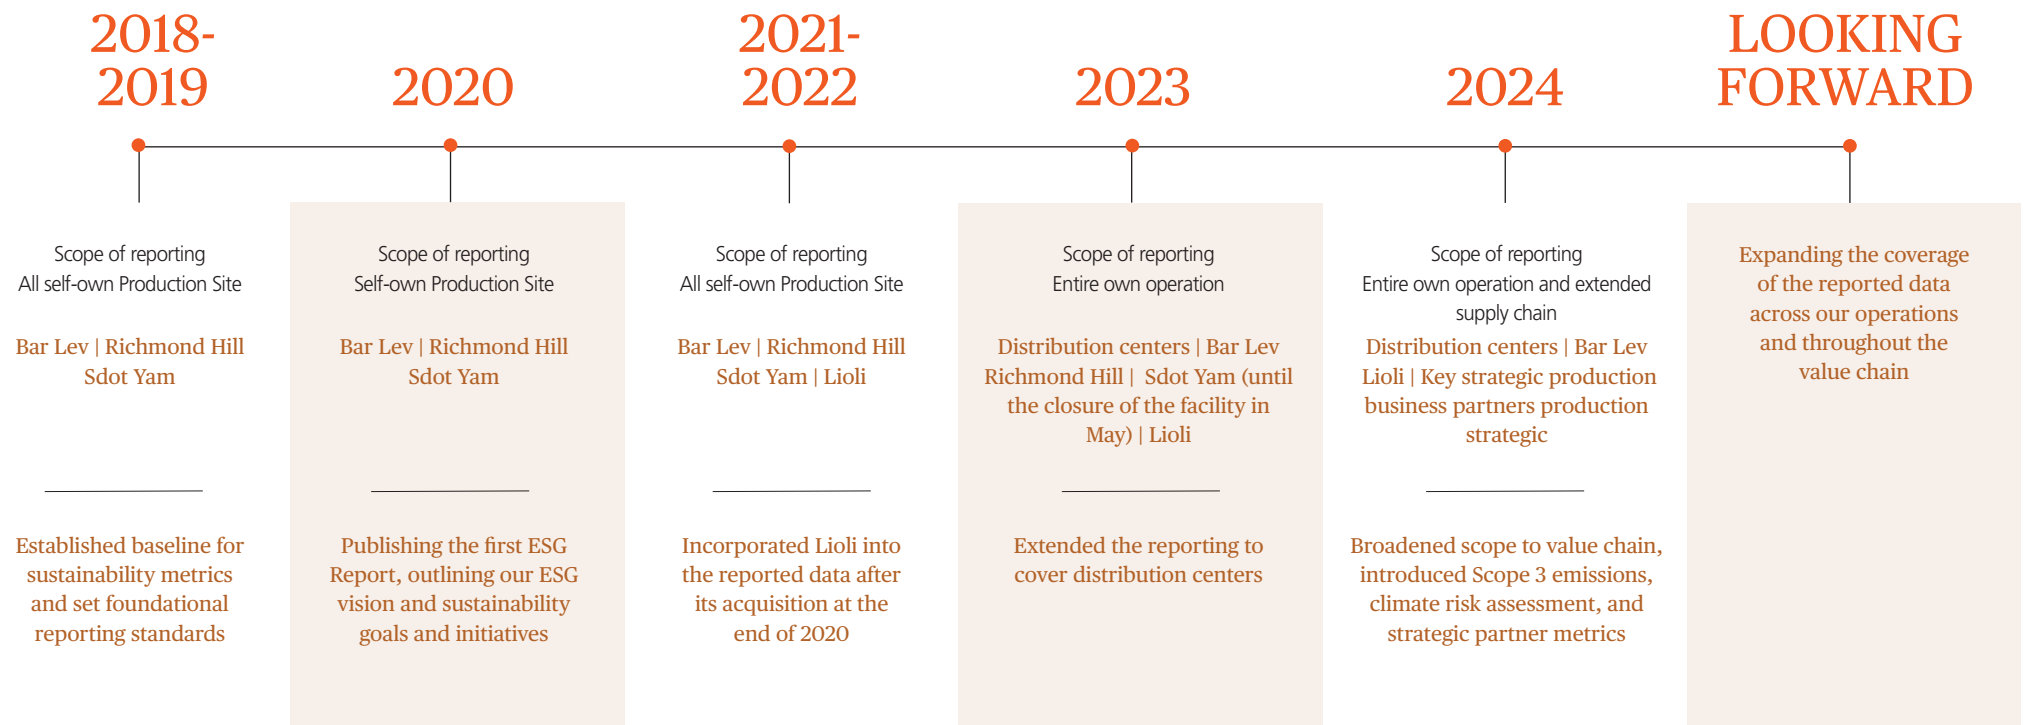 2018-
2019
Scope of reporting
All self-own Production Site
Bar Lev | Richmond Hill
Sdot Yam
Established baseline for
sustainability metrics
and set foundational
reporting standards
2020
Scope of reporting
Self-own Production Site
Bar Lev | Richmond Hill
Sdot Yam
Publishing the first ESG
Report, outlining our ESG
vision and sustainability
goals and initiatives
2021-
2022
Scope of reporting
All self-own Production Site
Bar Lev | Richmond Hill
Sdot Yam | Lioli
Incorporated Lioli into
the reported data after
its acquisition at the
end of 2020
2023
Scope of reporting
Entire own operation
Distribution centers | Bar Lev
Richmond Hill | Sdot Yam (until
the closure of the facility in
May) | Lioli
Extended the reporting to
cover distribution centers
2024
Scope of reporting
Entire own operation and extended
supply chain
Distribution centers | Bar Lev
Lioli | Key strategic production
business partners production
strategic
Broadened scope to value chain,
introduced Scope 3 emissions,
climate risk assessment, and
strategic partner metrics
LOOKING
FORWARD
Expanding the coverage
of the reported data
across our operations
and throughout the
value chain